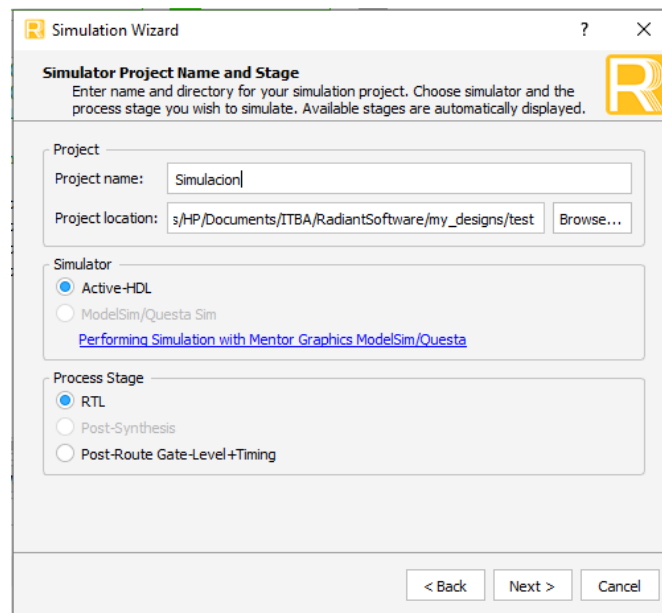 Simulation Wizard
Simulator Project Name and Stage
Enter name and directory for your simulation project. Choose simulator and the
process stage you wish to simulate. Available stages are automatically displayed.
Project
Project name: Simulacion
Project location: s/HP/Documents/ITBA/RadiantSoftware/my_designs/test Browse...
Simulator
Active-HDL
ModelSim/Questa Sim
Performing Simulation with Mentor Graphics ModelSim/Questa
Process Stage
RTL
Post-Synthesis
Post-Route Gate-Level+Timing
< Back Next > Cancel